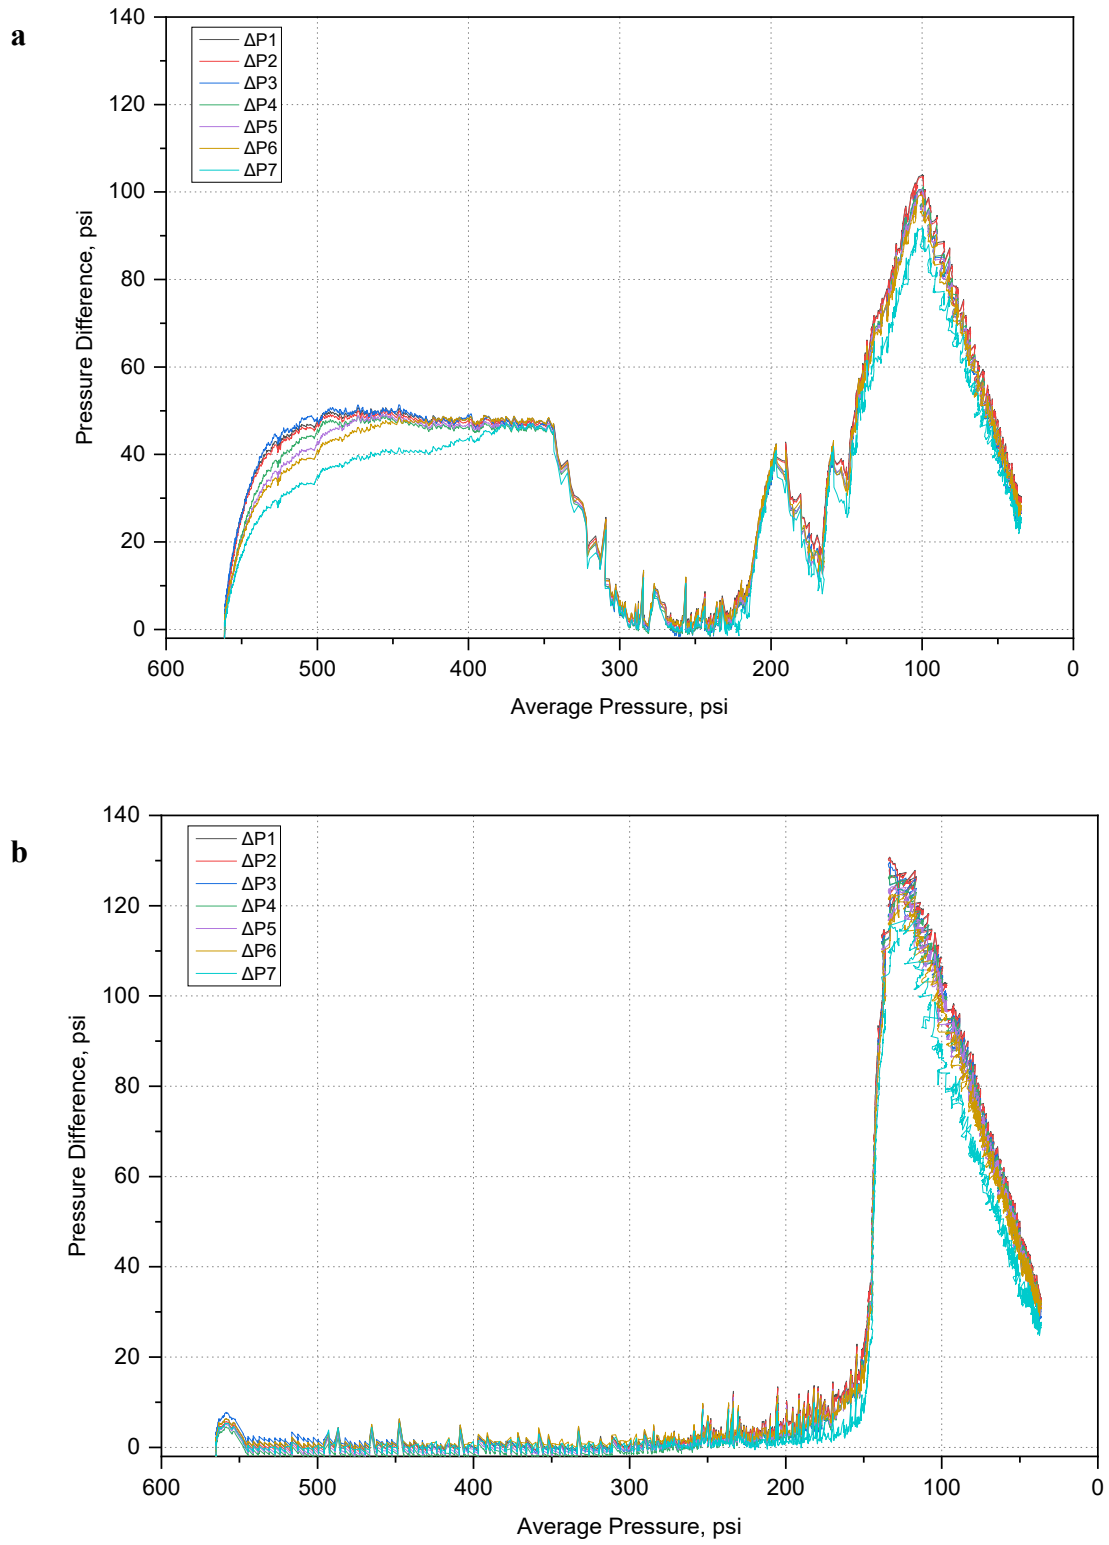 a
140
120
100
80
60
40
20
0
Pressure Difference, psi
ΔP1
ΔP2
ΔP3
ΔP4
ΔP5
ΔP6
ΔP7
600 500 400 300 200 100 0
Average Pressure, psi
b
140
120
100
80
60
40
20
0
Pressure Difference, psi
ΔP1
ΔP2
ΔP3
ΔP4
ΔP5
ΔP6
ΔP7
600 500 400 300 200 100 0
Average Pressure, psi